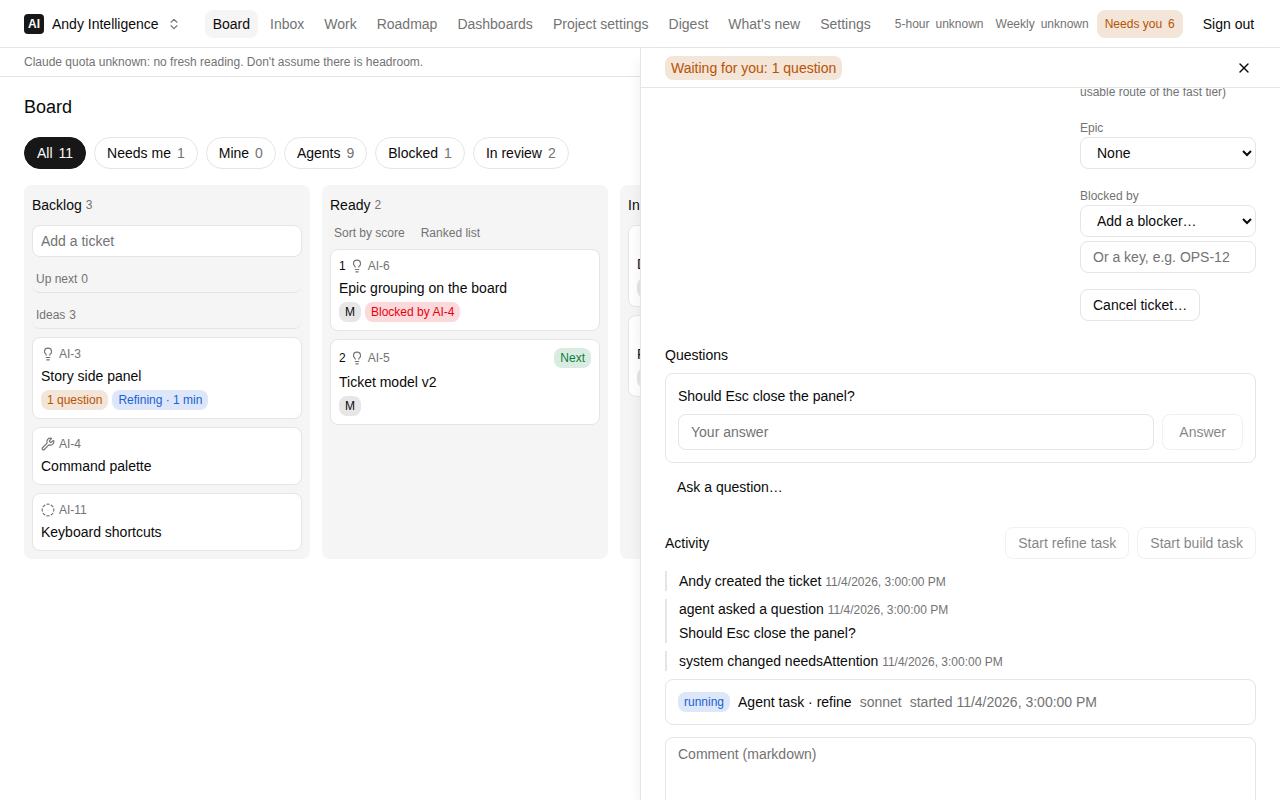 AI Andy Intelligence Board Inbox Work Roadmap Dashboards Project settings Digest What's new Settings 5-hour unknown Weekly unknown Needs you 6 Sign out
Claude quota unknown: no fresh reading. Don't assume there is headroom.
Board
All 11 Needs me 1 Mine 0 Agents 9 Blocked 1 In review 2
Backlog 3
Add a ticket
Up next 0
Ideas 3
AI-3
Story side panel
1 question Refining · 1 min
AI-4
Command palette
AI-11
Keyboard shortcuts
Ready 2
Sort by score Ranked list
1 AI-6
Epic grouping on the board
M Blocked by AI-4
2 AI-5 Next
Ticket model v2
M
In
Waiting for you: 1 question
usable route of the fast tier)
Epic
None
Blocked by
Add a blocker…
Or a key, e.g. OPS-12
Cancel ticket…
Questions
Should Esc close the panel?
Your answer Answer
Ask a question…
Activity Start refine task Start build task
Andy created the ticket 11/4/2026, 3:00:00 PM
agent asked a question 11/4/2026, 3:00:00 PM
Should Esc close the panel?
system changed needsAttention 11/4/2026, 3:00:00 PM
running Agent task · refine sonnet started 11/4/2026, 3:00:00 PM
Comment (markdown)